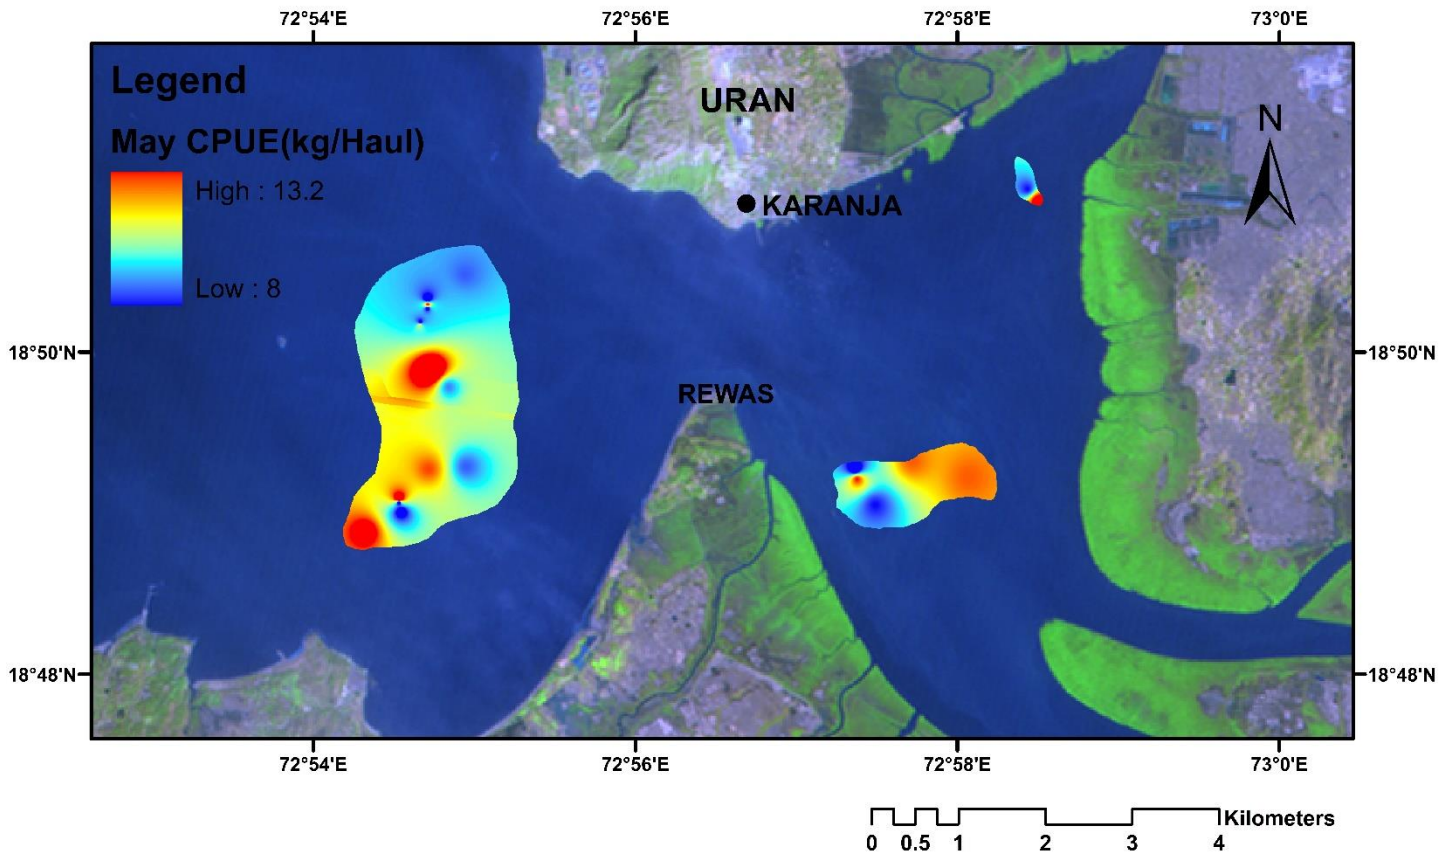 72°54'E 72°56'E 72°58'E 73°0'E
Legend
May CPUE(kg/Haul)
High : 13.2
Low : 8
URAN
N
KARANJA
18°50'N 18°50'N
REWAS
18°48'N 18°48'N
72°54'E 72°56'E 72°58'E 73°0'E
Kilometers
0 0.5 1 2 3 4